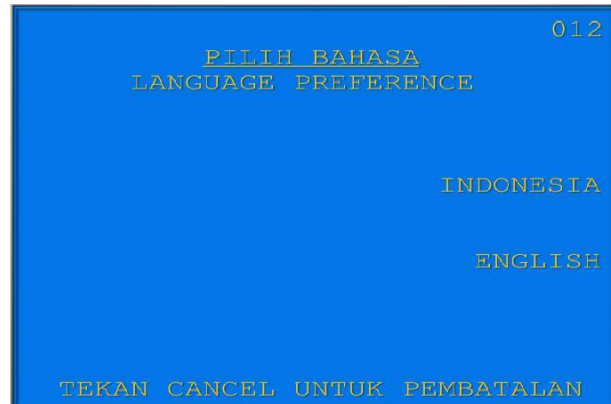 012
PILIH BAHASA
LANGUAGE PREFERENCE
INDONESIA
ENGLISH
TEKAN CANCEL UNTUK PEMBATALAN